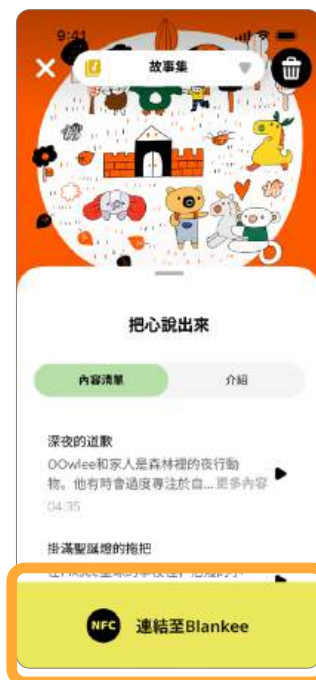 9:41
故事集
把心說出來
內容清單
介紹
深夜的道歉
OOwlee和家人是森林裡的夜行動
物。他有時會過度專注於自...更多內容
04:35
掛滿聖誕燈的拖把
NFC 連結至Blankee